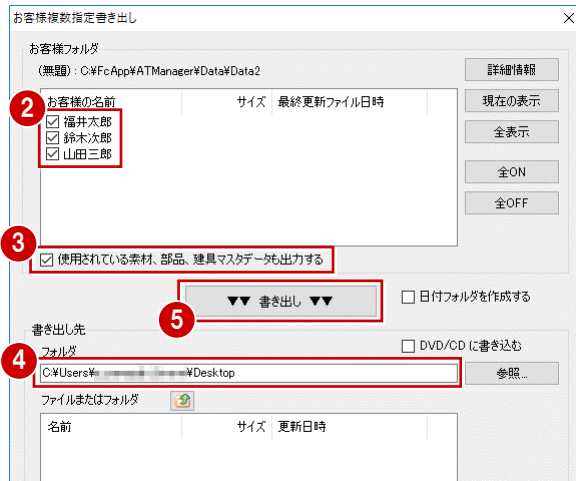 お客様複数指定書き出し ×
お客様フォルダ
(無題) : C:¥FcApp¥ATManager¥Data¥Data2
詳細情報
2
お客様の名前 サイズ 最終更新ファイル日時
現在の表示
福井太郎
鈴木次郎
全表示
山田三郎
全ON
全OFF
3
使用されている素材、部品、建具マスタデータも出力する
▼▼ 書き出し ▼▼
日付フォルダを作成する
5
書き出し先
DVD/CD に書き込む
4
フォルダ
C:¥Users¥ ¥Desktop
参照...
ファイルまたはフォルダ
名前 サイズ 更新日時